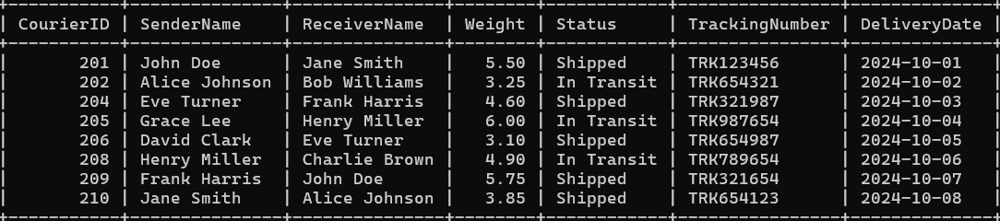 | CourierID | SenderName | ReceiverName | Weight | Status | TrackingNumber | DeliveryDate |
| 201 | John Doe | Jane Smith | 5.50 | Shipped | TRK123456 | 2024-10-01 |
| 202 | Alice Johnson | Bob Williams | 3.25 | In Transit | TRK654321 | 2024-10-02 |
| 204 | Eve Turner | Frank Harris | 4.60 | Shipped | TRK321987 | 2024-10-03 |
| 205 | Grace Lee | Henry Miller | 6.00 | In Transit | TRK987654 | 2024-10-04 |
| 206 | David Clark | Eve Turner | 3.10 | Shipped | TRK654987 | 2024-10-05 |
| 208 | Henry Miller | Charlie Brown | 4.90 | In Transit | TRK789654 | 2024-10-06 |
| 209 | Frank Harris | John Doe | 5.75 | Shipped | TRK321654 | 2024-10-07 |
| 210 | Jane Smith | Alice Johnson | 3.85 | Shipped | TRK654123 | 2024-10-08 |